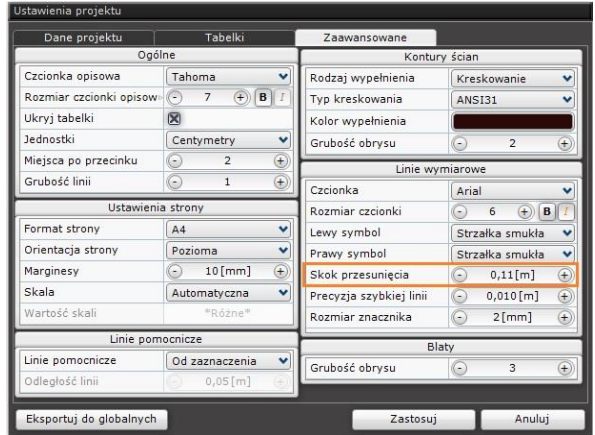 Ustawienia projektu
Dane projektu
Tabelki
Zaawansowane
Ogólne
Czcionka opisowa
Tahoma
Rozmiar czcionki opisow
7
B
I
Ukryj tabelki
Jednostki
Centymetry
Miejsca po przecinku
2
Grubość linii
1
Ustawienia strony
Format strony
A4
Orientacja strony
Pozioma
Marginesy
10[mm]
Skala
Automatyczna
Wartość skali
*Różne*
Linie pomocnicze
Linie pomocnicze
Od zaznaczenia
Odległość linii
0,05[m]
Kontury ścian
Rodzaj wypełnienia
Kreskowanie
Typ kreskowania
ANSI31
Kolor wypełnienia
Grubość obrysu
2
Linie wymiarowe
Czcionka
Arial
Rozmiar czcionki
6
B
I
Lewy symbol
Strzałka smukła
Prawy symbol
Strzałka smukła
Skok przesunięcia
0,11[m]
Precyzja szybkiej linii
0,010[m]
Rozmiar znacznika
2[mm]
Blaty
Grubość obrysu
3
Eksportuj do globalnych
Zastosuj
Anuluj